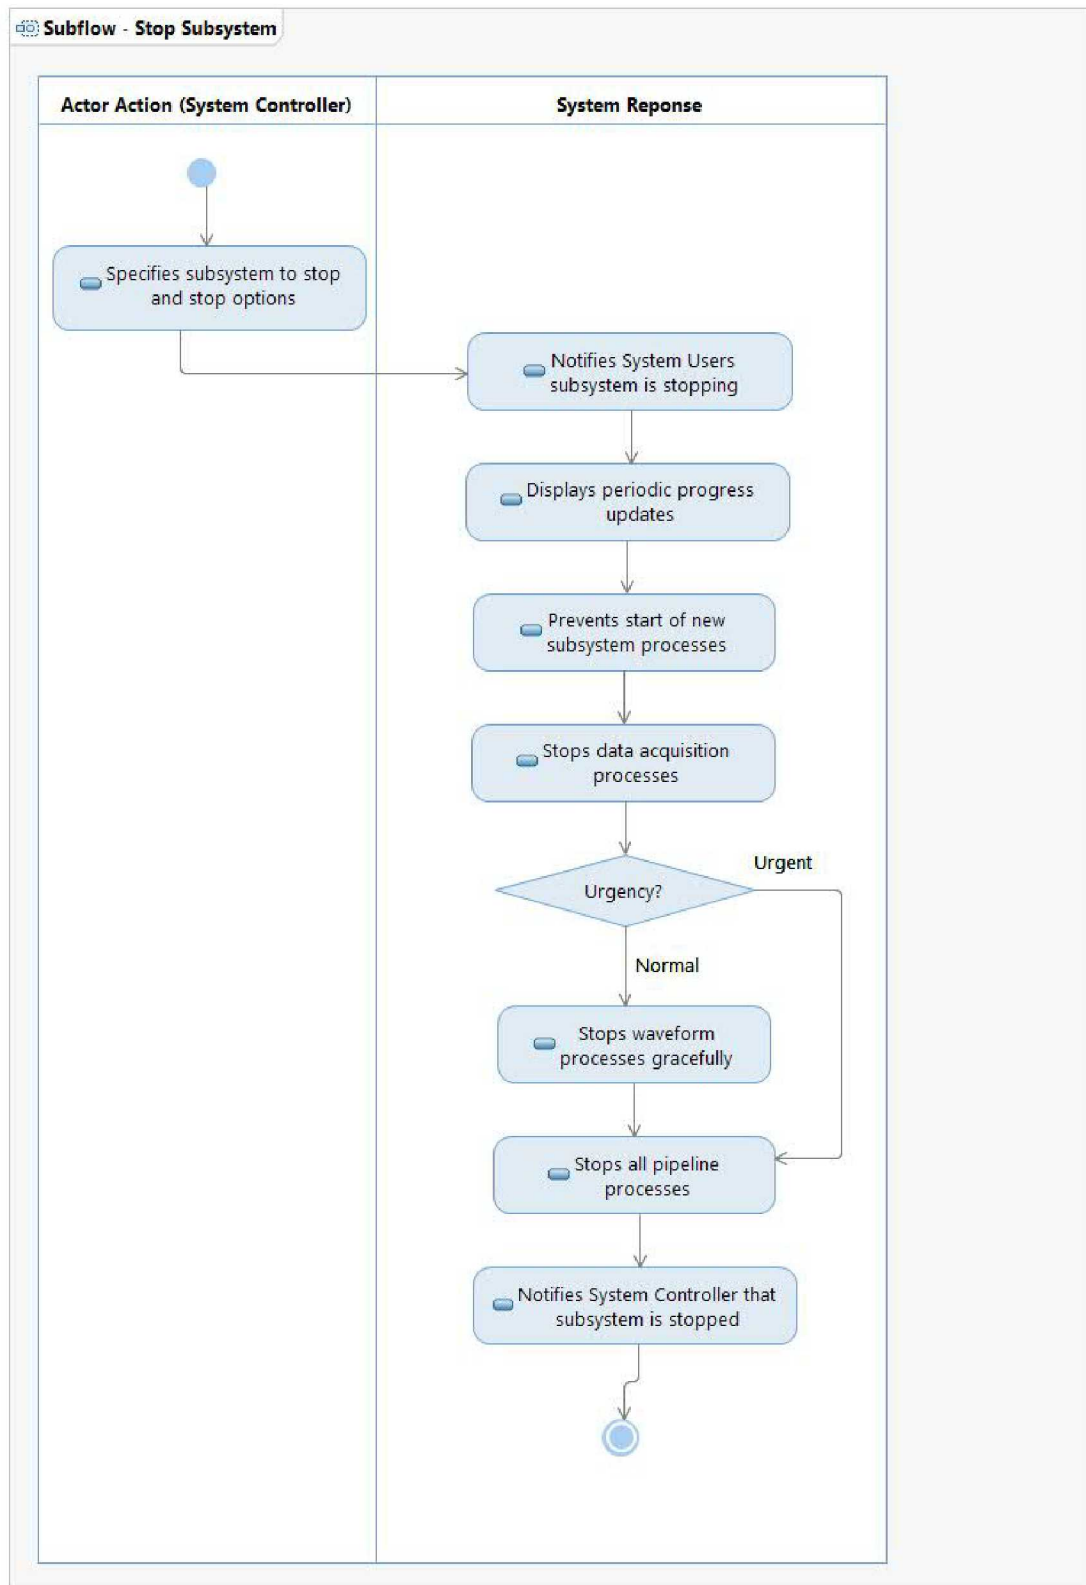 Subflow - Stop Subsystem
Actor Action (System Controller)
System Reponse
Specifies subsystem to stop
and stop options
Notifies System Users
subsystem is stopping
Displays periodic progress
updates
Prevents start of new
subsystem processes
Stops data acquisition
processes
Urgent
Urgency?
Normal
Stops waveform
processes gracefully
Stops all pipeline
processes
Notifies System Controller that
subsystem is stopped